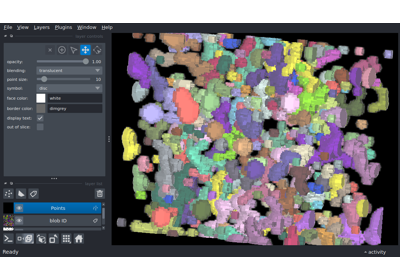 File View Layers Plugins Window Help
opacity: 1.00
blending: translucent
point size: 10
symbol: disc
face color: white
border color: dimgrey
display text: ✓
out of slice:
Points
blob ID
Ready
activity